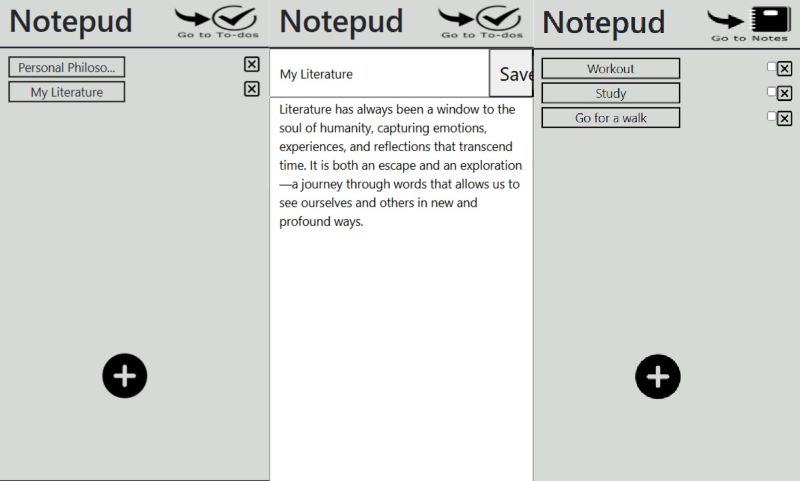 Notepud
Go to To-dos
Personal Philoso...
My Literature
Notepud
Go to To-dos
My Literature
Save
Literature has always been a window to the
soul of humanity, capturing emotions,
experiences, and reflections that transcend
time. It is both an escape and an exploration
—a journey through words that allows us to
see ourselves and others in new and
profound ways.
Notepud
Go to Notes
Workout
Study
Go for a walk